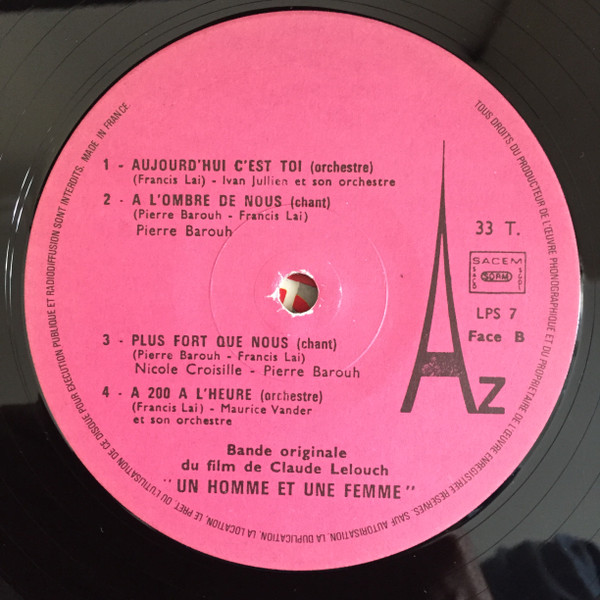 1 - AUJOURD'HUI C'EST TOI (orchestre)
(Francis Lai) - Ivan Jullien et son orchestre
2 - A L'OMBRE DE NOUS (chant)
(Pierre Barouh - Francis Lai)
Pierre Barouh
33 T.
SACEM
SORM
LPS 7
Face B
3 - PLUS FORT QUE NOUS (chant)
(Pierre Barouh - Francis Lai)
Nicole Croisille - Pierre Barouh
4 - A 200 A L'HEURE (orchestre)
(Francis Lai) - Maurice Vander
et son orchestre
AZ
Bande originale
du film de Claude Lelouch
"UN HOMME ET UNE FEMME"
TOUS DROITS DU PRODUCTEUR DE L'ŒUVRE PHONOGRAPHIQUE ET DU PROPRIETAIRE DE L'ŒUVRE ENREGISTREE RESERVES. SAUF AUTORISATION, LA DUPLICATION, LA LOCATION, LE PRET, OU L'UTILISATION DE CE DISQUE POUR EXECUTION PUBLIQUE ET RADIODIFFUSION SONT INTERDITS. MADE IN FRANCE.